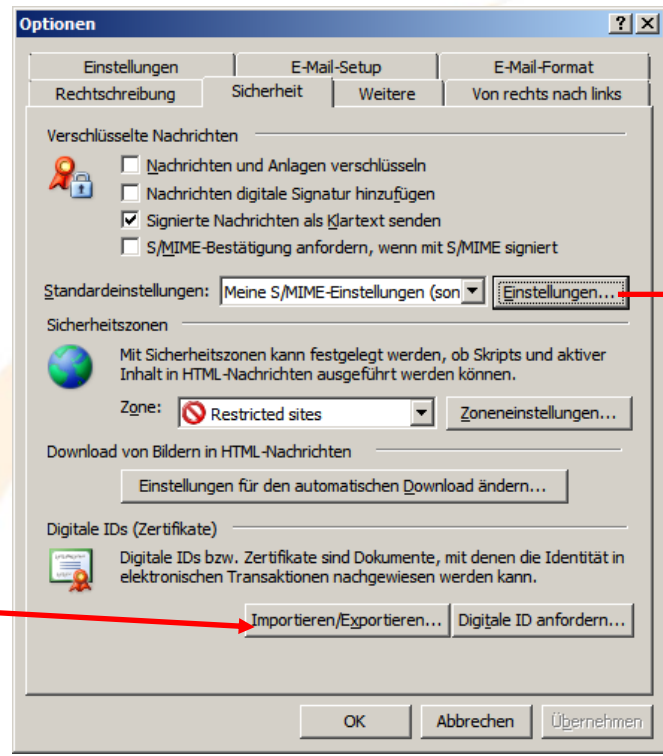 Optionen
Einstellungen E-Mail-Setup E-Mail-Format
Rechtschreibung Sicherheit Weitere Von rechts nach links
Verschlüsselte Nachrichten
Nachrichten und Anlagen verschlüsseln
Nachrichten digitale Signatur hinzufügen
Signierte Nachrichten als Klartext senden
S/MIME-Bestätigung anfordern, wenn mit S/MIME signiert
Standardeinstellungen: Meine S/MIME-Einstellungen (son Einstellungen...
Sicherheitszonen
Mit Sicherheitszonen kann festgelegt werden, ob Skripts und aktiver
Inhalt in HTML-Nachrichten ausgeführt werden können.
Zone: Restricted sites Zoneneinstellungen...
Download von Bildern in HTML-Nachrichten
Einstellungen für den automatischen Download ändern...
Digitale IDs (Zertifikate)
Digitale IDs bzw. Zertifikate sind Dokumente, mit denen die Identität in
elektronischen Transaktionen nachgewiesen werden kann.
Importieren/Exportieren... Digitale ID anfordern...
OK Abbrechen Übernehmen